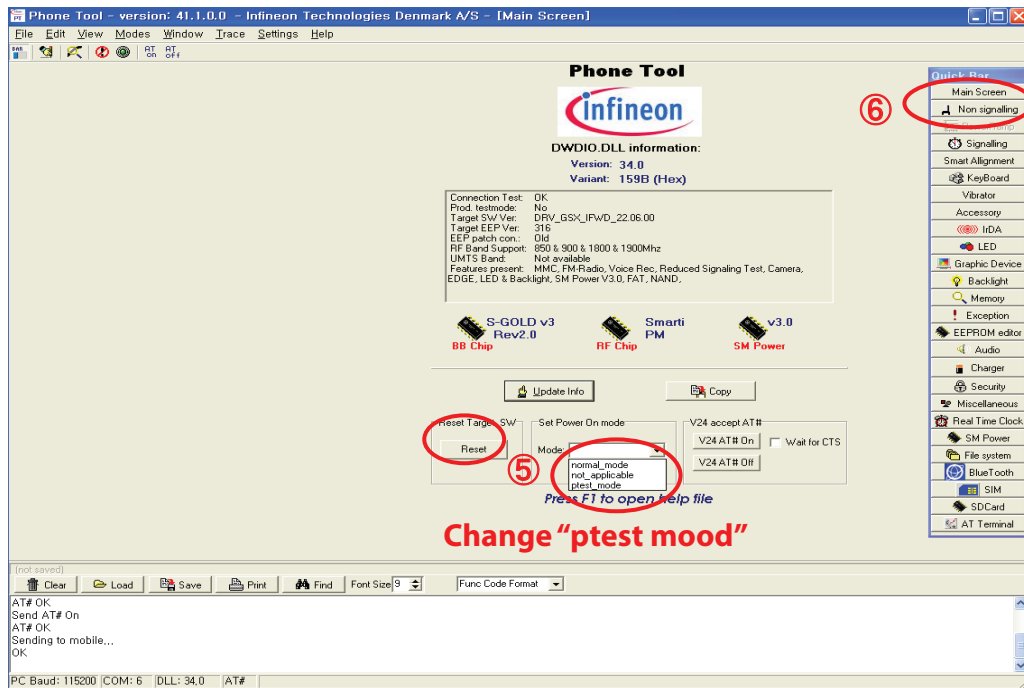 Phone Tool - version: 41.1.0.0 - Infineon Technologies Denmark A/S - [Main Screen]
File Edit View Modes Window Trace Settings Help
AT on AT off
Phone Tool
infineon
DWDIO.DLL information:
Version: 34.0
Variant: 159B (Hex)
Connection Test: OK
Prod. testmode: No
Target SW Ver: DRV_GSX_IFWD_22.06.00
Target EEP Ver: 316
EEP patch con.: Old
RF Band Support: 850 & 900 & 1800 & 1900Mhz
UMTS Band: Not available
Features present: MMC, FM-Radio, Voice Rec, Reduced Signaling Test, Camera,
EDGE, LED & Backlight, SM Power V3.0, FAT, NAND,
S-GOLD v3 Rev2.0
BB Chip
Smarti PM
RF Chip
v3.0
SM Power
Update Info
Copy
Reset Target SW
Reset
⑤
Set Power On mode
Mode:
normal_mode
not_applicable
ptest_mode
V24 accept AT#
V24 AT# On
Wait for CTS
V24 AT# Off
Press F1 to open help file
Change “ptest mood”
⑥
Quick Bar
Main Screen
Non signalling
Signalling
Smart Allignment
KeyBoard
Vibrator
Accessory
IrDA
LED
Graphic Device
Backlight
Memory
Exception
EEPROM editor
Audio
Charger
Security
Miscellaneous
Real Time Clock
SM Power
File system
BlueTooth
SIM
SDCard
AT Terminal
(not saved)
Clear Load Save Print Find Font Size 9 Func Code Format
AT# OK
Send AT# On
AT# OK
Sending to mobile...
OK
PC Baud: 115200 COM: 6 DLL: 34,0 AT#